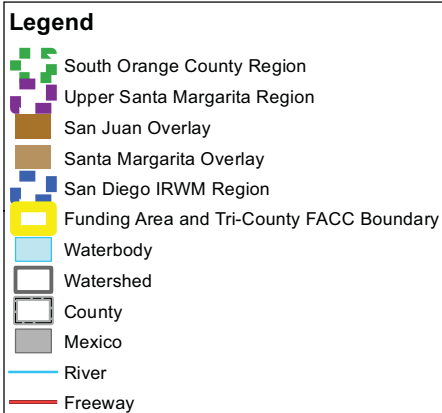 Legend
South Orange County Region
Upper Santa Margarita Region
San Juan Overlay
Santa Margarita Overlay
San Diego IRWM Region
Funding Area and Tri-County FACC Boundary
Waterbody
Watershed
County
Mexico
River
Freeway